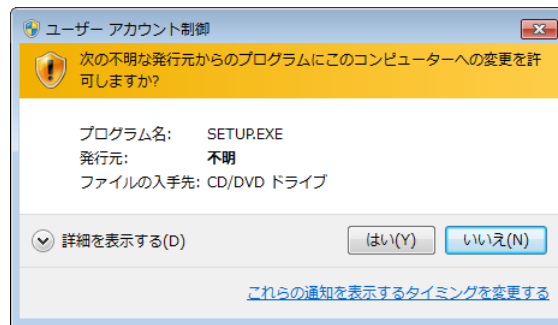 ユーザー アカウント制御
次の不明な発行元からのプログラムにこのコンピューターへの変更を許
可しますか?
プログラム名: SETUP.EXE
発行元: 不明
ファイルの入手先: CD/DVD ドライブ
詳細を表示する(D)
はい(Y)
いいえ(N)
これらの通知を表示するタイミングを変更する